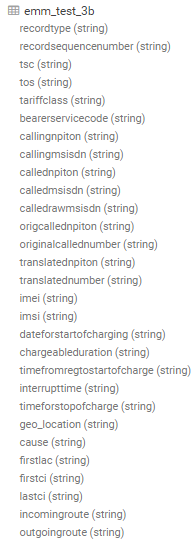 emm_test_3b
recordtype (string)
recordsequencenumber (string)
tsc (string)
tos (string)
tariffclass (string)
bearerservicecode (string)
callingnpiton (string)
callingmsisdn (string)
callednpiton (string)
calledmsisdn (string)
calledrawmsisdn (string)
origcallednpiton (string)
originalcallednumber (string)
translatednpiton (string)
translatednumber (string)
imei (string)
imsi (string)
dateforstartofcharging (string)
chargeableduration (string)
timefromregtostartofcharge (string)
interrupttime (string)
timeforstopofcharge (string)
geo_location (string)
cause (string)
firstlac (string)
firstci (string)
lastci (string)
incomingroute (string)
outgoingroute (string)